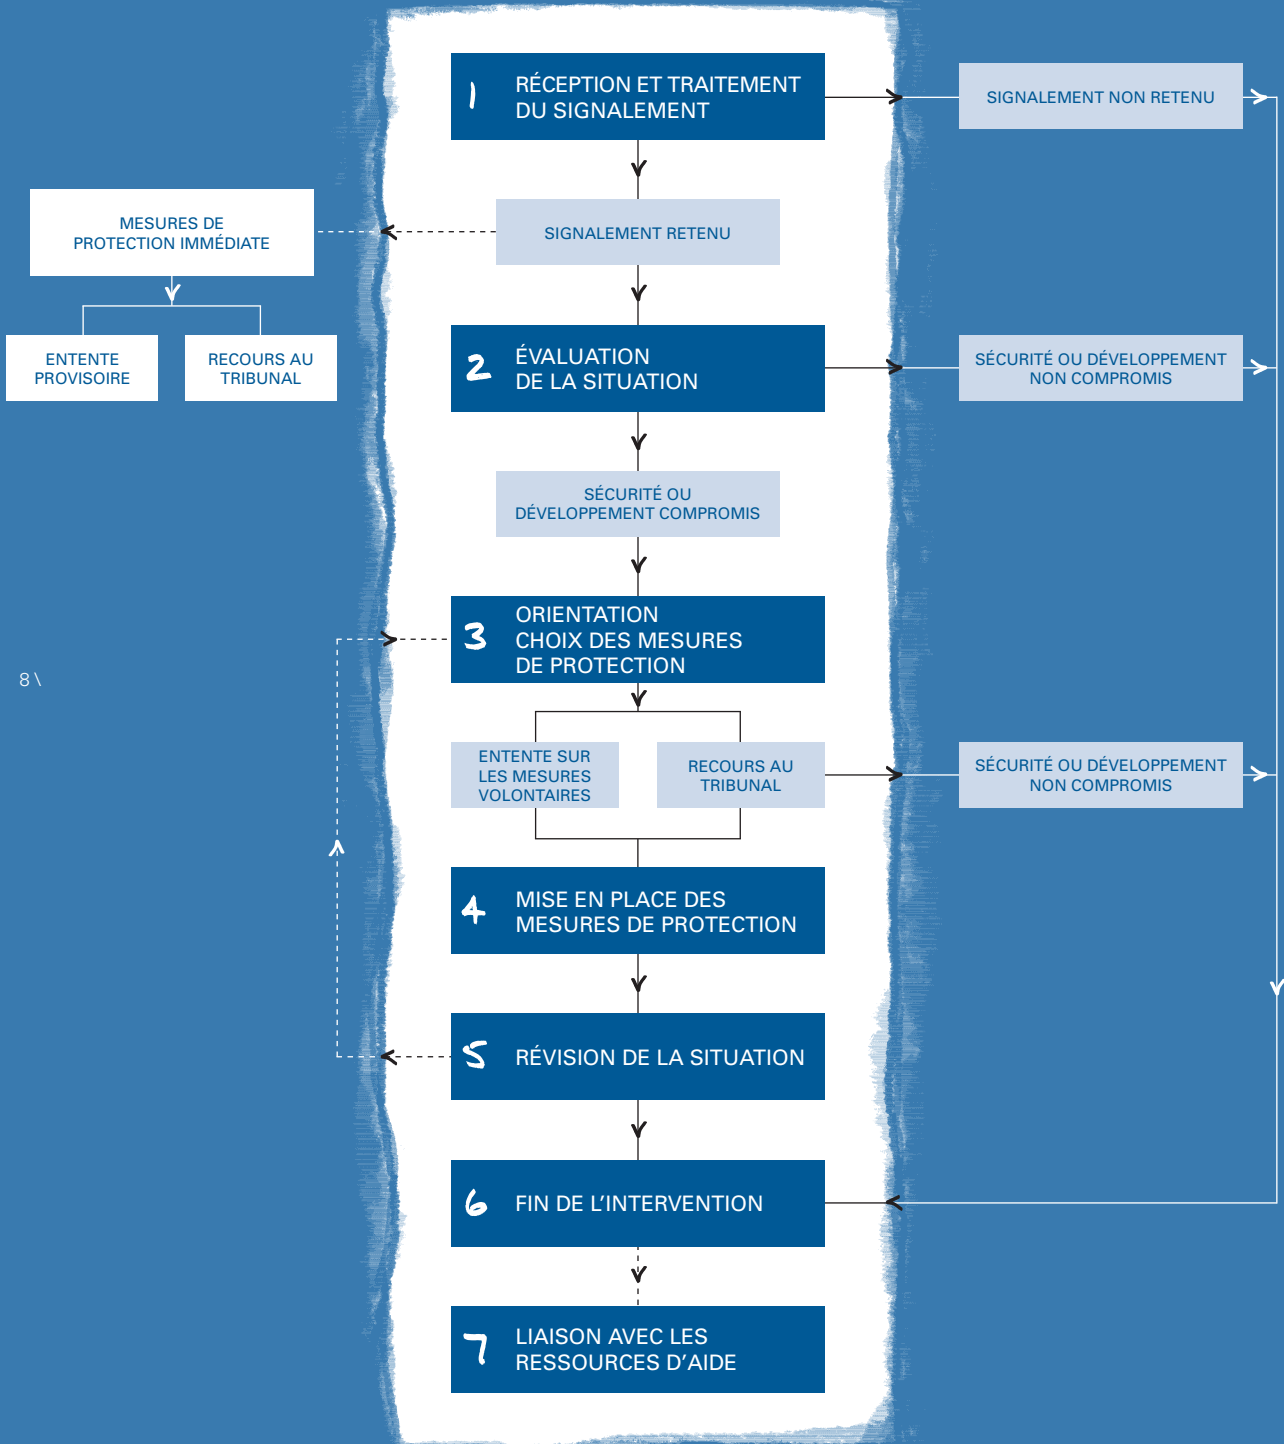 1
RÉCEPTION ET TRAITEMENT
DU SIGNALEMENT
SIGNALEMENT NON RETENU
MESURES DE
PROTECTION IMMÉDIATE
SIGNALEMENT RETENU
ENTENTE
PROVISOIRE
RECOURS AU
TRIBUNAL
2
ÉVALUATION
DE LA SITUATION
SÉCURITÉ OU DÉVELOPPEMENT
NON COMPROMIS
SÉCURITÉ OU
DÉVELOPPEMENT COMPROMIS
3
ORIENTATION
CHOIX DES MESURES
DE PROTECTION
8 \
ENTENTE SUR
LES MESURES
VOLONTAIRES
RECOURS AU
TRIBUNAL
SÉCURITÉ OU DÉVELOPPEMENT
NON COMPROMIS
4
MISE EN PLACE DES
MESURES DE PROTECTION
5
RÉVISION DE LA SITUATION
6
FIN DE L’INTERVENTION
7
LIAISON AVEC LES
RESSOURCES D’AIDE